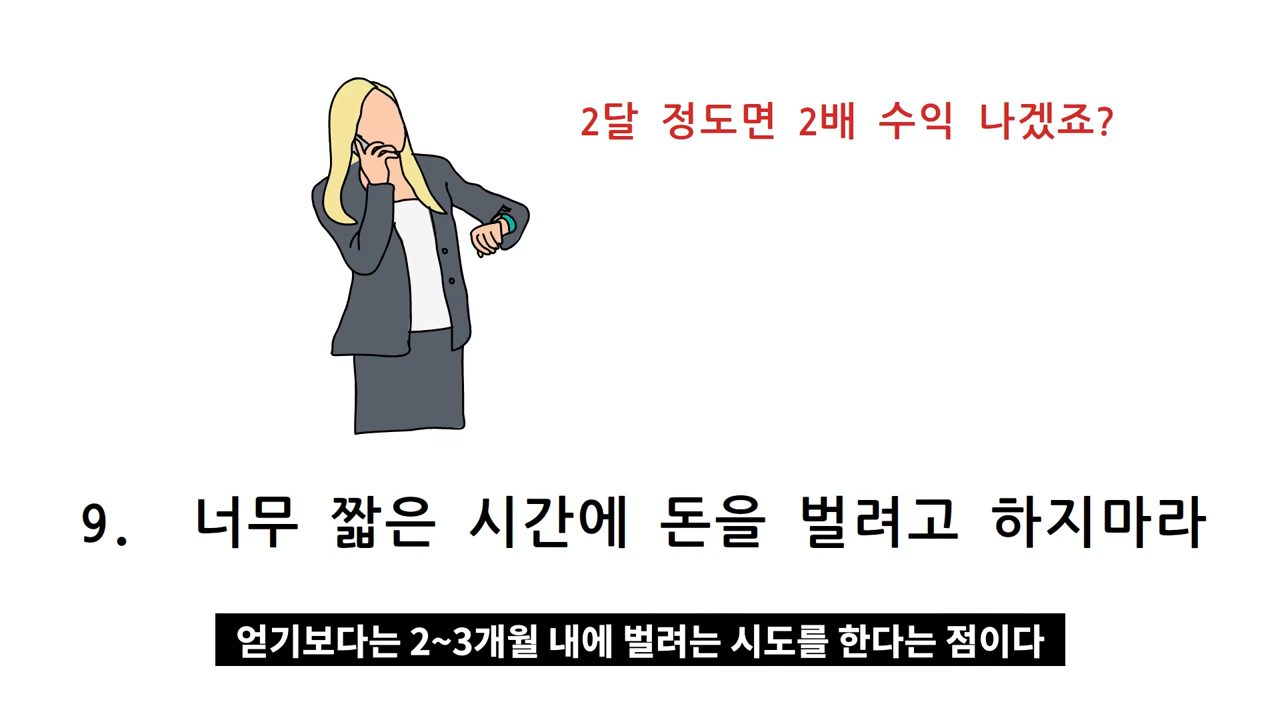 2달 정도면 2배 수익 나겠죠?
9. 너무 짧은 시간에 돈을 벌려고 하지마라
얻기보다는 2~3개월 내에 벌려는 시도를 한다는 점이다